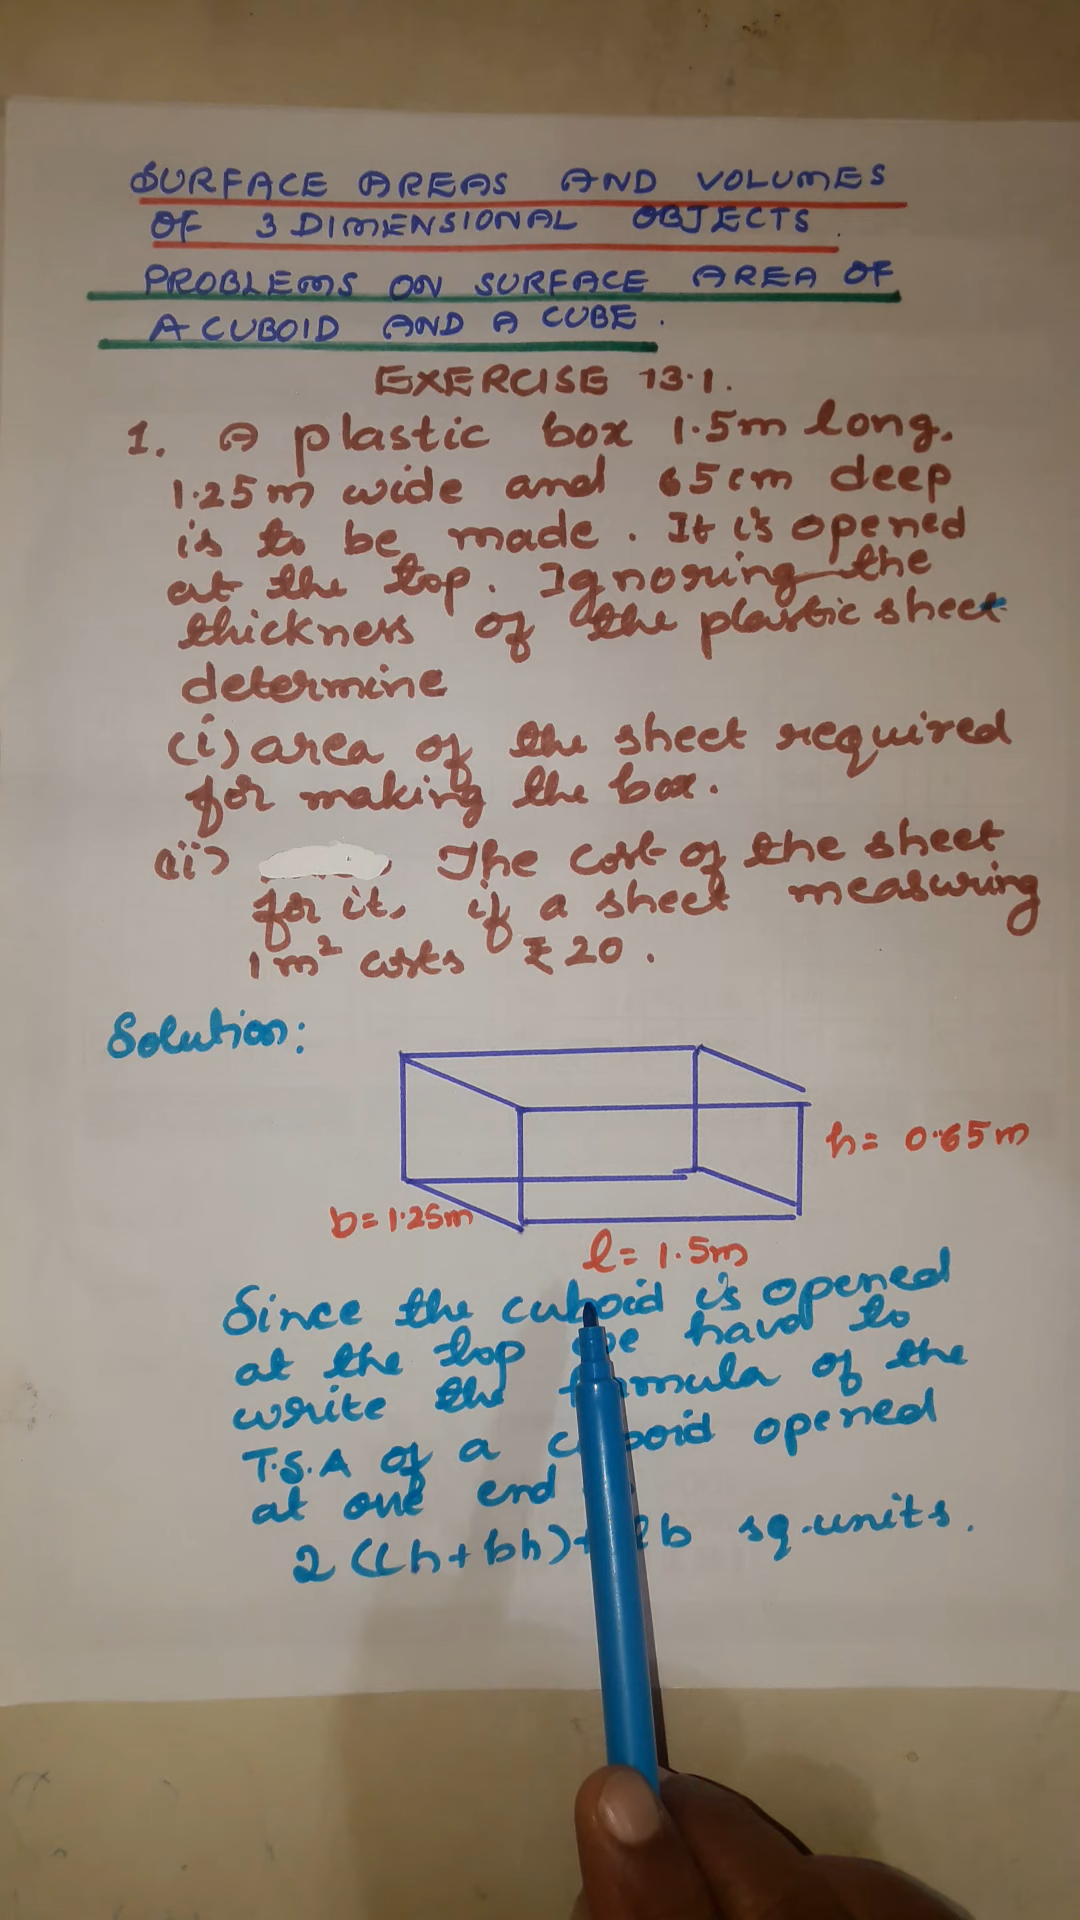 SURFACE AREAS AND VOLUMES
OF 3 DIMENSIONAL OBJECTS.
PROBLEMS ON SURFACE AREA OF
A CUBOID AND A CUBE.
EXERCISE 13.1.
1. A plastic box 1.5m long,
1.25m wide and 65cm deep
is to be made. It is opened
at the top. Ignoring the
thickness of the plastic sheet
determine
(i) area of the sheet required
for making the box.
(ii) The cost of the sheet
for it, if a sheet measuring
1m² costs ₹20.
Solution:
h= 0.65m
b=1.25m
l= 1.5m
Since the cuboid is opened
at the top have to
write the of the
T.S.A of a opened
at one end
2(lh+bh)+lb sq.units.